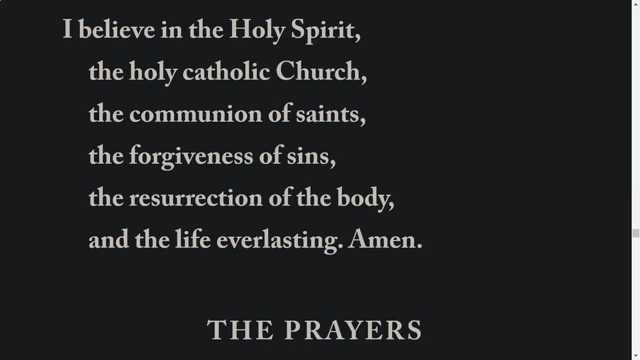 I believe in the Holy Spirit,
the holy catholic Church,
the communion of saints,
the forgiveness of sins,
the resurrection of the body,
and the life everlasting. Amen.
THE PRAYERS